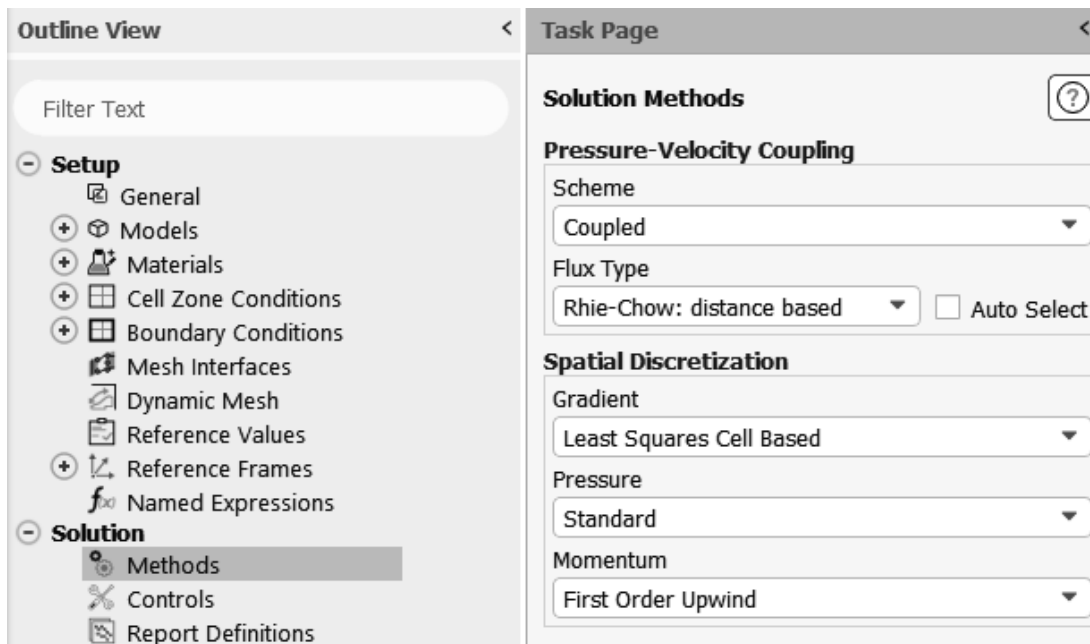 Outline View
Filter Text
Setup
General
Models
Materials
Cell Zone Conditions
Boundary Conditions
Mesh Interfaces
Dynamic Mesh
Reference Values
Reference Frames
Named Expressions
Solution
Methods
Controls
Report Definitions
Task Page
Solution Methods
Pressure-Velocity Coupling
Scheme
Coupled
Flux Type
Rhie-Chow: distance based
Auto Select
Spatial Discretization
Gradient
Least Squares Cell Based
Pressure
Standard
Momentum
First Order Upwind